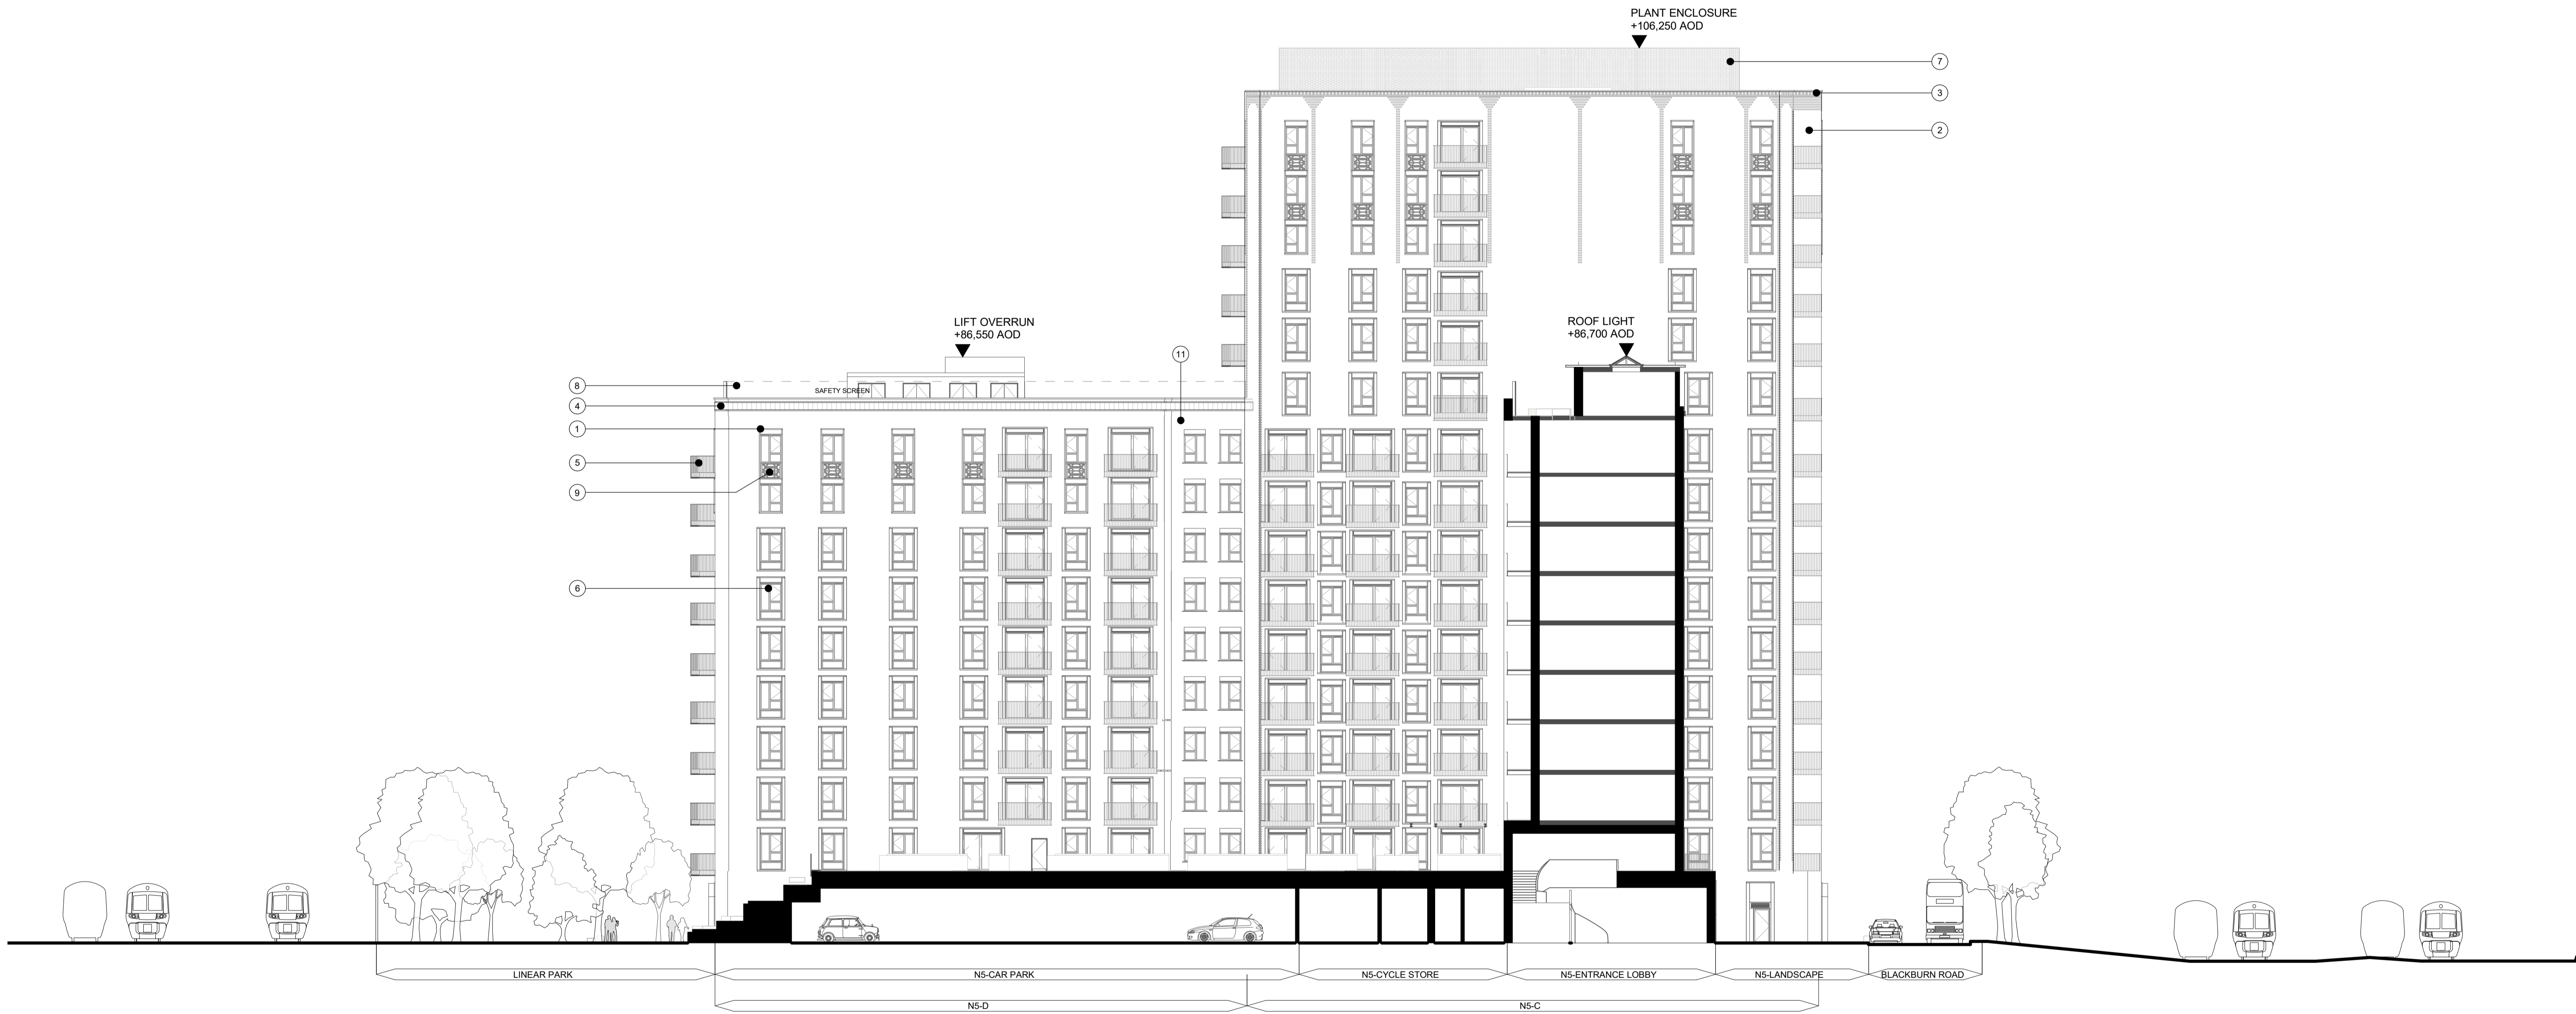 PLANT ENCLOSURE
+106,250 AOD
7
3
2
LIFT OVERRUN
+86,550 AOD
ROOF LIGHT
+86,700 AOD
11
8
SAFETY SCREEN
4
1
5
9
6
LINEAR PARK
N5-CAR PARK
N5-CYCLE STORE
N5-ENTRANCE LOBBY
N5-LANDSCAPE
BLACKBURN ROAD
N5-D
N5-C